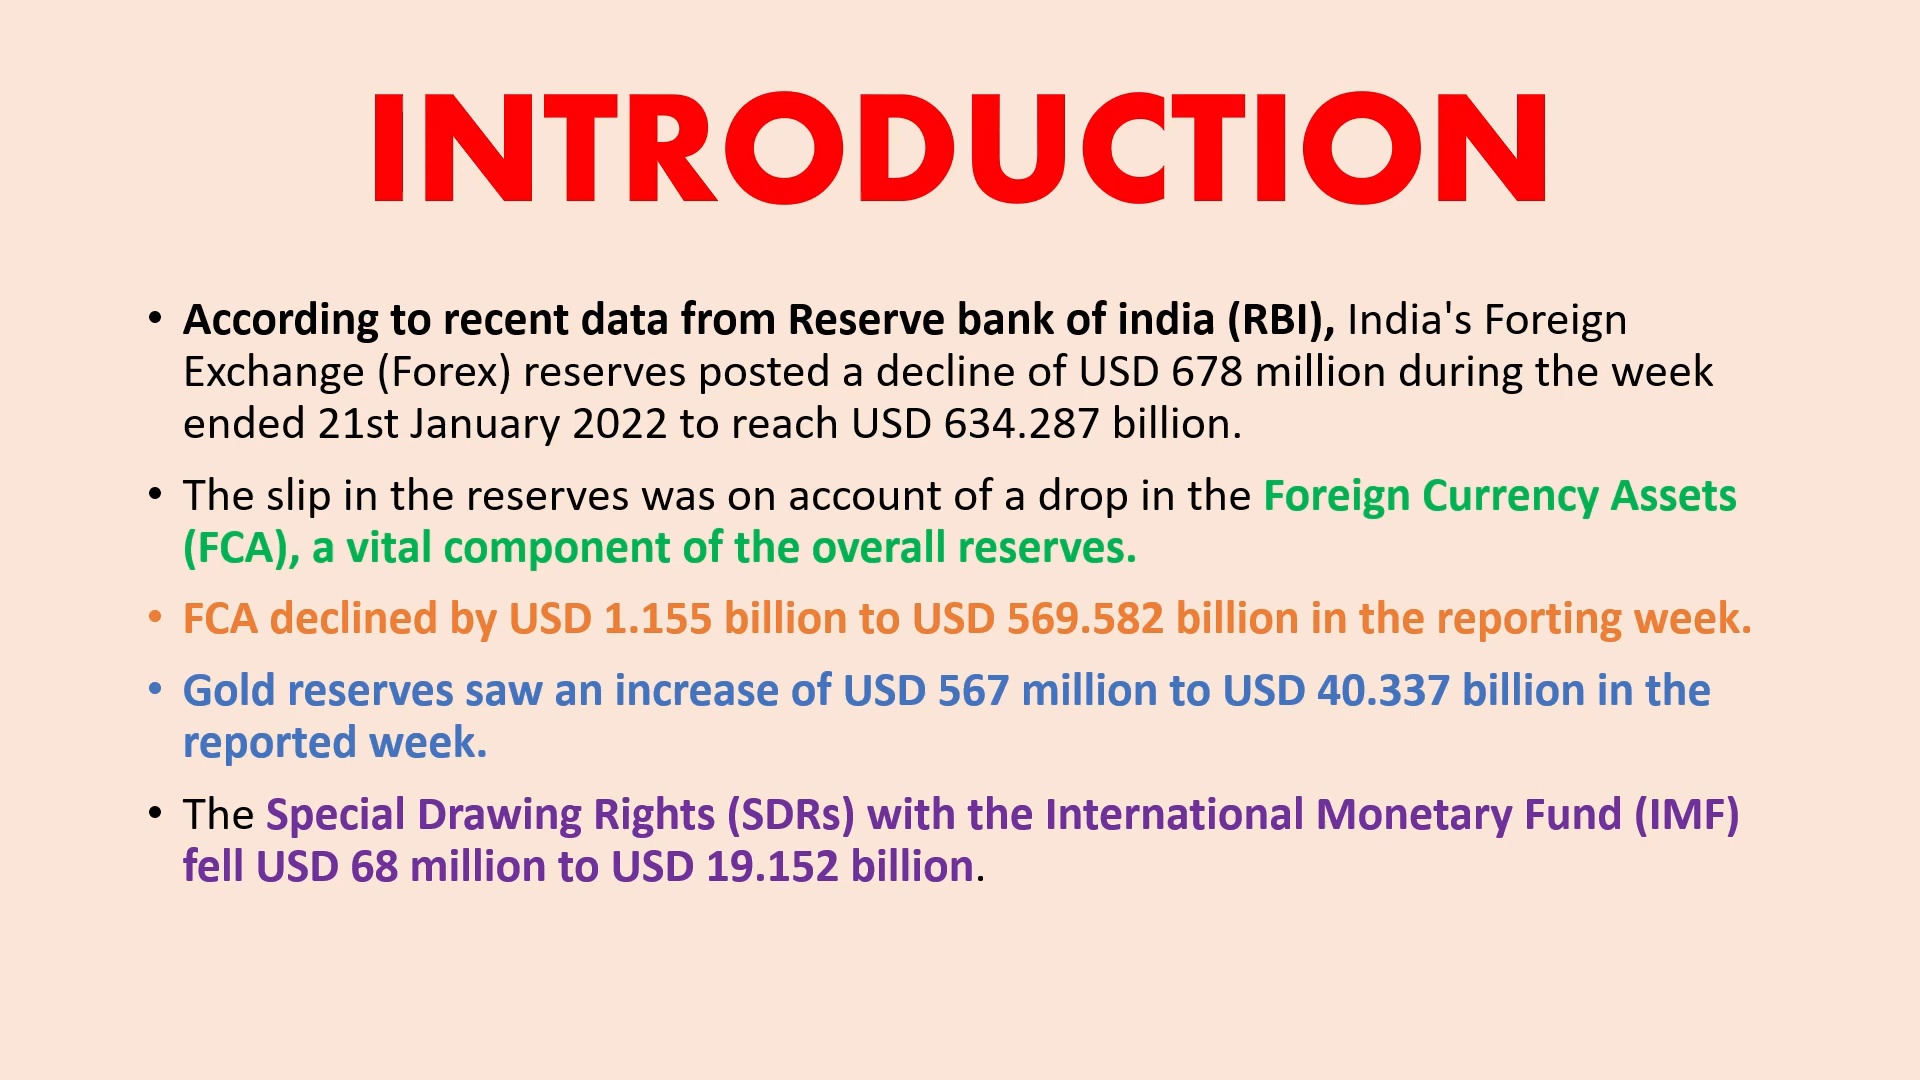 INTRODUCTION
• According to recent data from Reserve bank of india (RBI), India's Foreign
Exchange (Forex) reserves posted a decline of USD 678 million during the week
ended 21st January 2022 to reach USD 634.287 billion.
• The slip in the reserves was on account of a drop in the Foreign Currency Assets
(FCA), a vital component of the overall reserves.
• FCA declined by USD 1.155 billion to USD 569.582 billion in the reporting week.
• Gold reserves saw an increase of USD 567 million to USD 40.337 billion in the
reported week.
• The Special Drawing Rights (SDRs) with the International Monetary Fund (IMF)
fell USD 68 million to USD 19.152 billion.